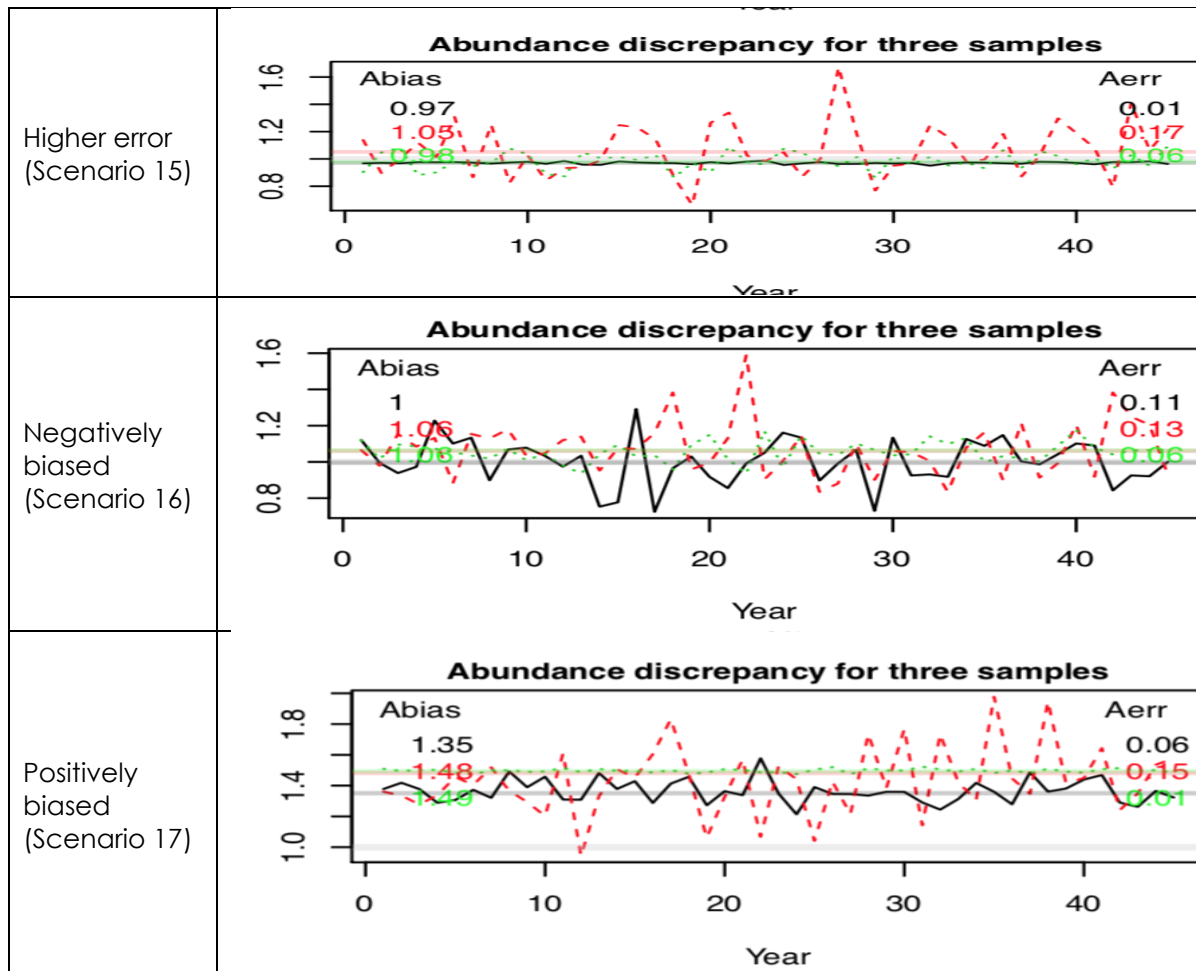 Higher error
(Scenario 15)
Abundance discrepancy for three samples
Abias
0.97
1.05
0.98
Aerr
0.01
0.17
0.06
0.8
1.2
1.6
0 10 20 30 40
Year
Negatively
biased
(Scenario 16)
Abundance discrepancy for three samples
Abias
1
1.06
1.06
Aerr
0.11
0.13
0.06
0.8
1.2
1.6
0 10 20 30 40
Year
Positively
biased
(Scenario 17)
Abundance discrepancy for three samples
Abias
1.35
1.48
1.49
Aerr
0.06
0.15
0.01
1.0
1.4
1.8
0 10 20 30 40
Year